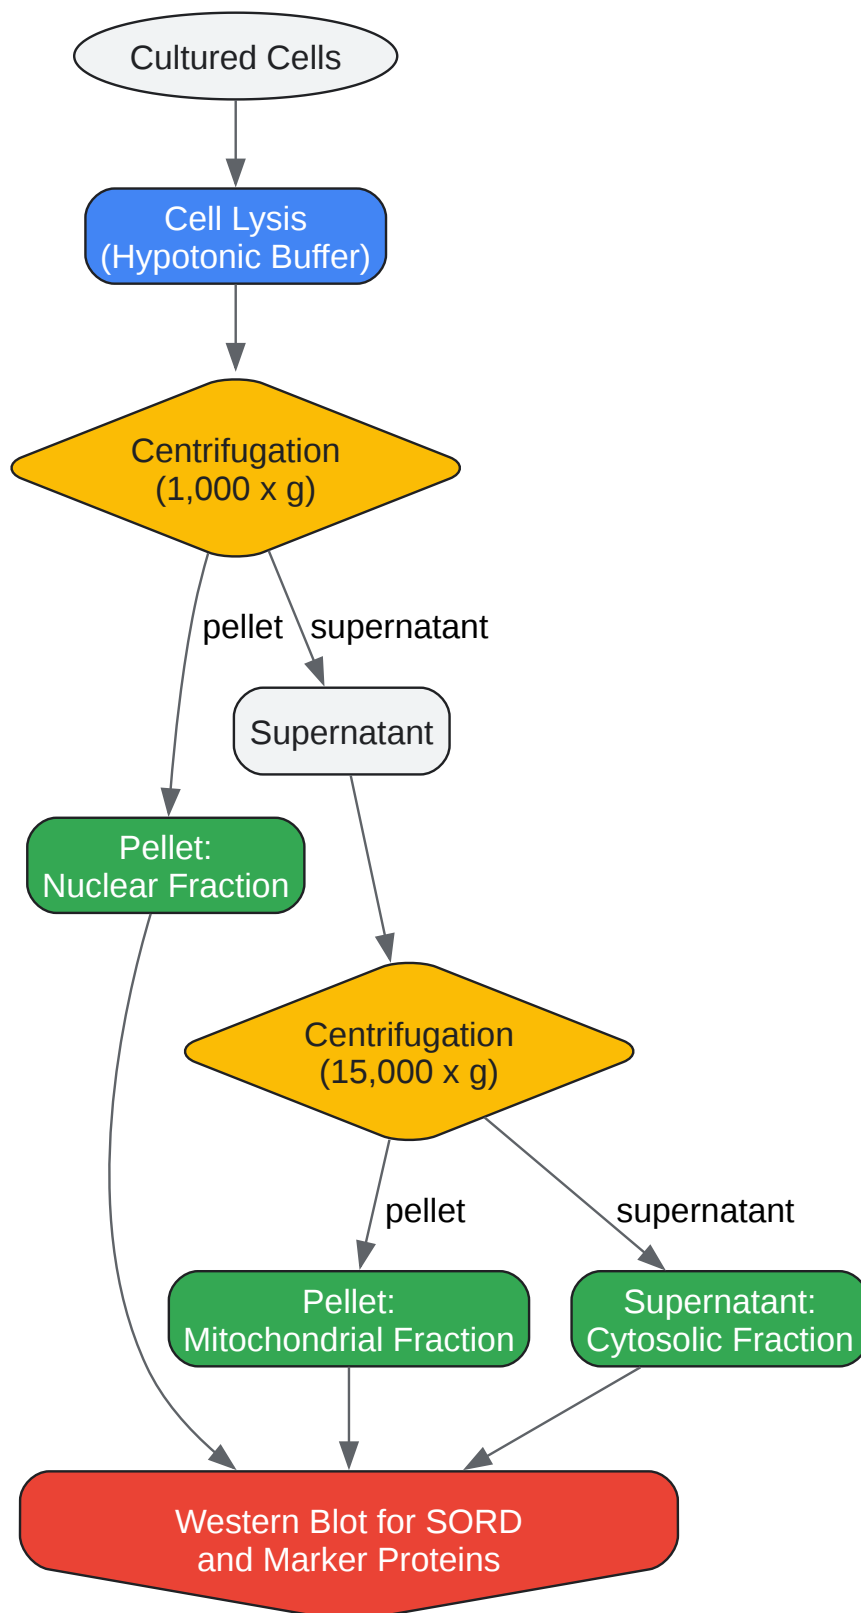 Cultured Cells
Cell Lysis
(Hypotonic Buffer)
Centrifugation
(1,000 x g)
pellet
supernatant
Supernatant
Pellet:
Nuclear Fraction
Centrifugation
(15,000 x g)
pellet
supernatant
Pellet:
Mitochondrial Fraction
Supernatant:
Cytosolic Fraction
Western Blot for SORD
and Marker Proteins